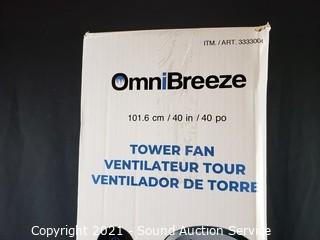 ITM. / ART. 333300
OmniBreeze
101.6 cm / 40 in / 40 po
TOWER FAN
VENTILATEUR TOUR
VENTILADOR DE TORRE
Copyright 2021 - Sound Auction Service